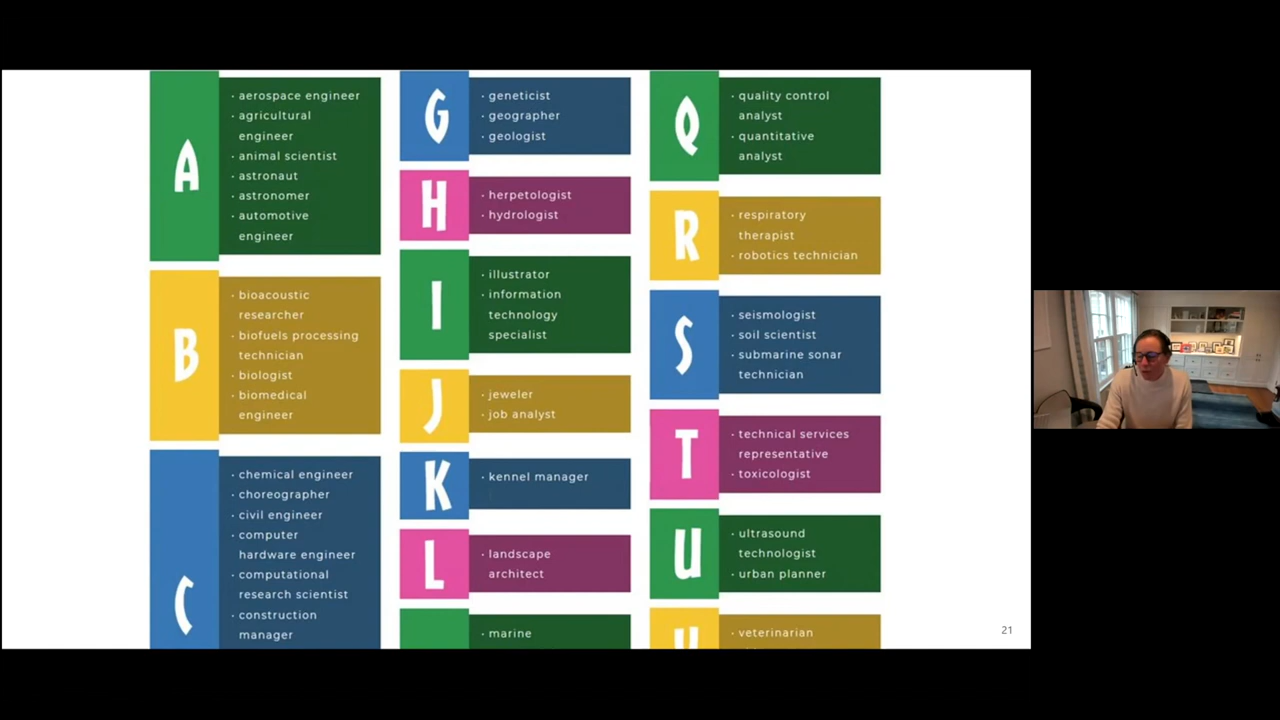 A
· aerospace engineer
· agricultural
engineer
· animal scientist
· astronaut
· astronomer
· automotive
engineer
B
· bioacoustic
researcher
· biofuels processing
technician
· biologist
· biomedical
engineer
C
· chemical engineer
· choreographer
· civil engineer
· computer
hardware engineer
· computational
research scientist
· construction
manager
G
· geneticist
· geographer
· geologist
H
· herpetologist
· hydrologist
I
· illustrator
· information
technology
specialist
J
· jeweler
· job analyst
K
· kennel manager
L
· landscape
architect
· marine
Q
· quality control
analyst
· quantitative
analyst
R
· respiratory
therapist
· robotics technician
S
· seismologist
· soil scientist
· submarine sonar
technician
T
· technical services
representative
· toxicologist
U
· ultrasound
technologist
· urban planner
· veterinarian
21